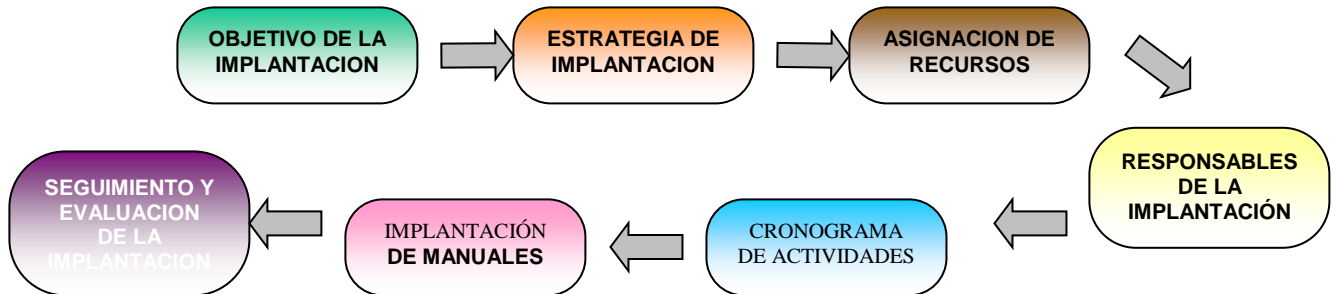 OBJETIVO DE LA
IMPLANTACION
ESTRATEGIA DE
IMPLANTACION
ASIGNACION DE
RECURSOS
RESPONSABLES
DE LA
IMPLANTACIÓN
CRONOGRAMA
DE ACTIVIDADES
IMPLANTACIÓN
DE MANUALES
SEGUIMIENTO Y
EVALUACION
DE LA
IMPLANTACION